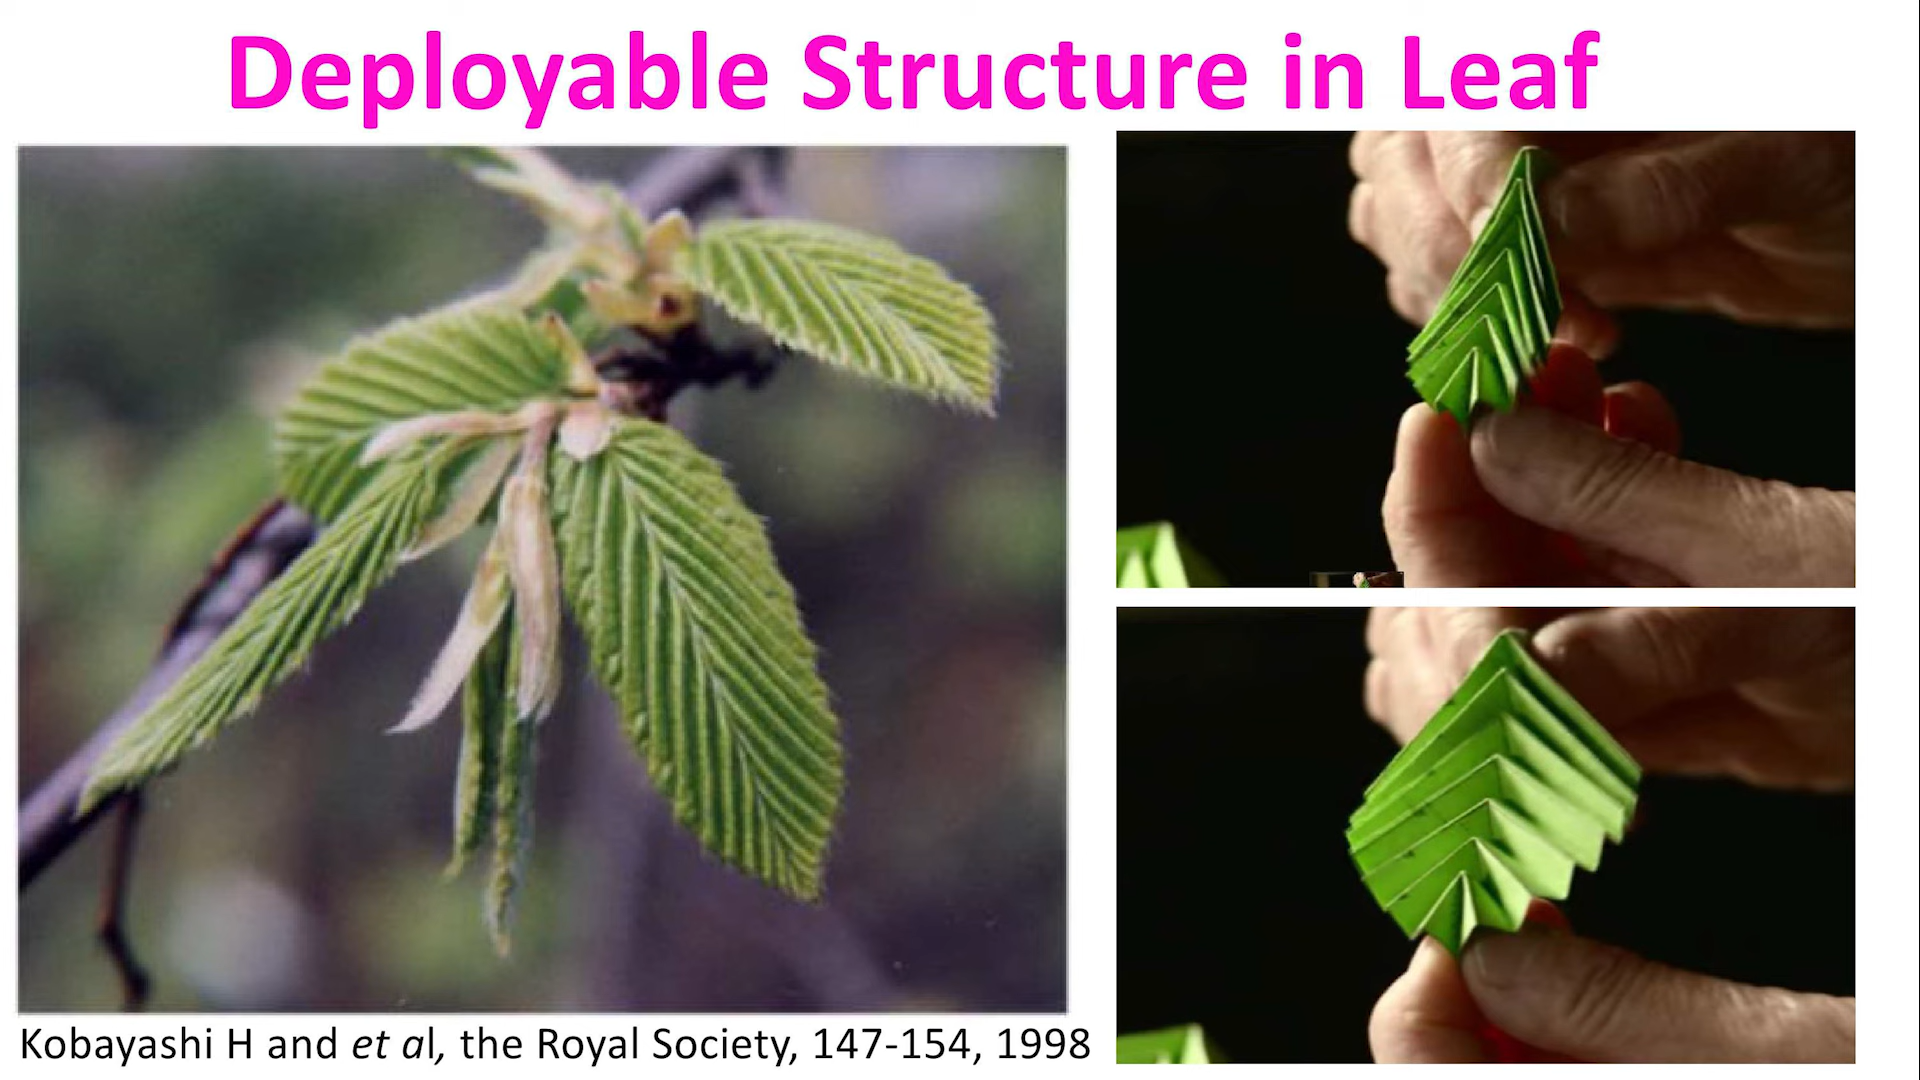 Deployable Structure in Leaf
Kobayashi H and et al, the Royal Society, 147-154, 1998